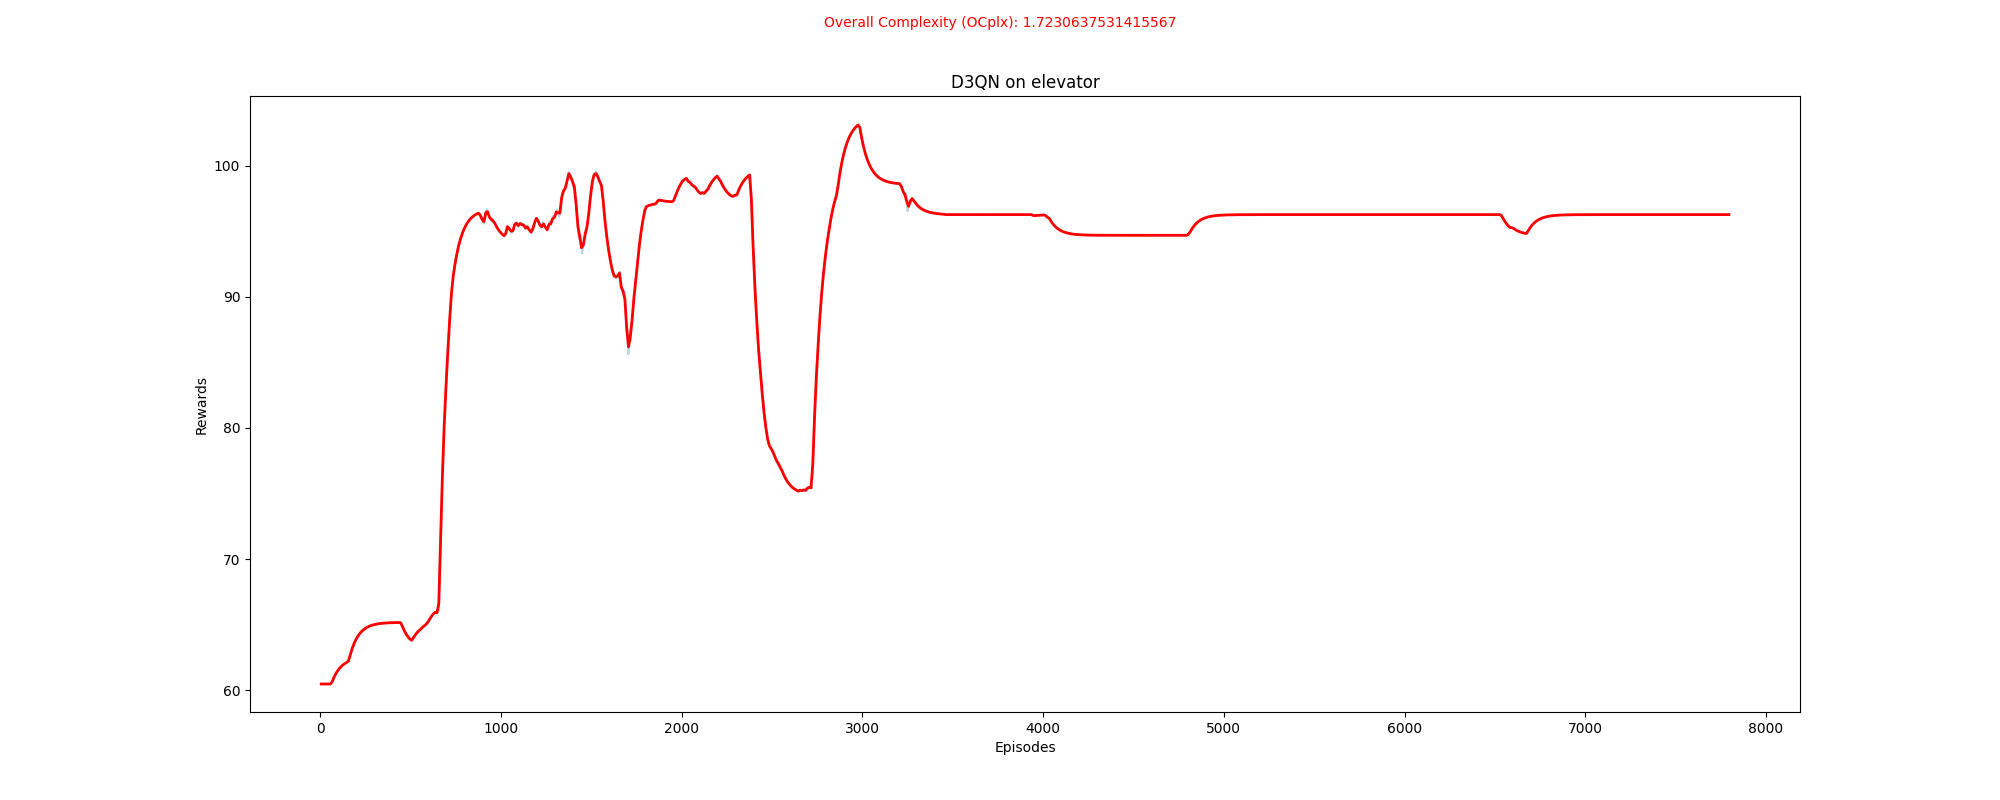 Overall Complexity (OCplx): 1.7230637531415567
D3QN on elevator
100
90
80
70
60
Rewards
0 1000 2000 3000 4000 5000 6000 7000 8000
Episodes